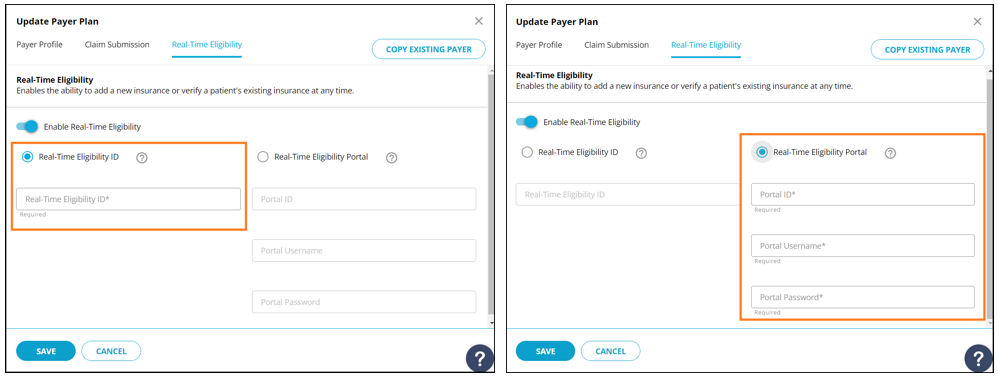 Update Payer Plan
Payer Profile Claim Submission Real-Time Eligibility COPY EXISTING PAYER
Real-Time Eligibility
Enables the ability to add a new insurance or verify a patient's existing insurance at any time.
Enable Real-Time Eligibility
Real-Time Eligibility ID ? Real-Time Eligibility Portal ?
Real-Time Eligibility ID* Portal ID
Required
Portal Username
Portal Password
SAVE CANCEL ?
Update Payer Plan
Payer Profile Claim Submission Real-Time Eligibility COPY EXISTING PAYER
Real-Time Eligibility
Enables the ability to add a new insurance or verify a patient's existing insurance at any time.
Enable Real-Time Eligibility
Real-Time Eligibility ID ? Real-Time Eligibility Portal ?
Real-Time Eligibility ID Portal ID*
Required
Portal Username*
Required
Portal Password*
Required
SAVE CANCEL ?